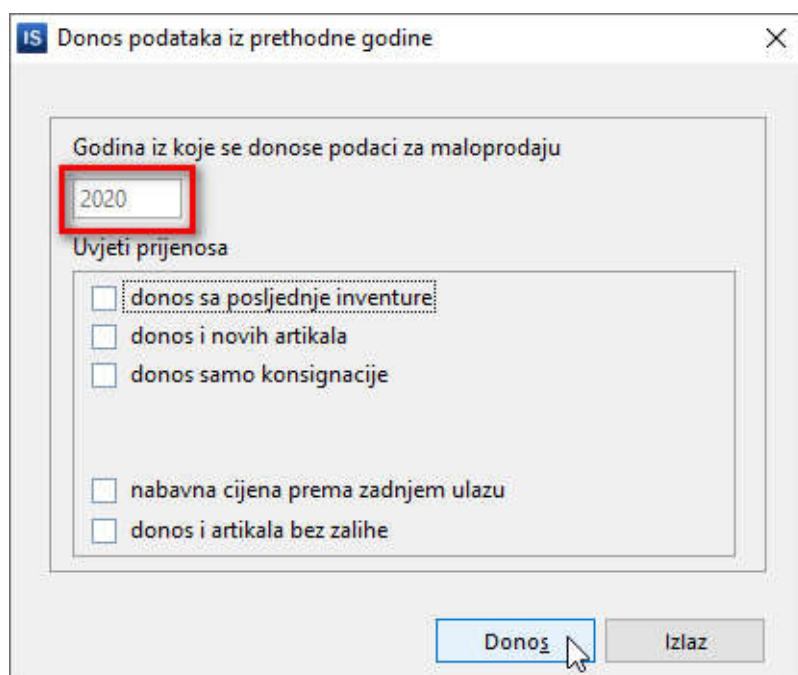 IS Donos podataka iz prethodne godine
Godina iz koje se donose podaci za maloprodaju
2020
Uvjeti prijenosa
donos sa posljednje inventure
donos i novih artikala
donos samo konsignacije
nabavna cijena prema zadnjem ulazu
donos i artikala bez zalihe
Donos Izlaz